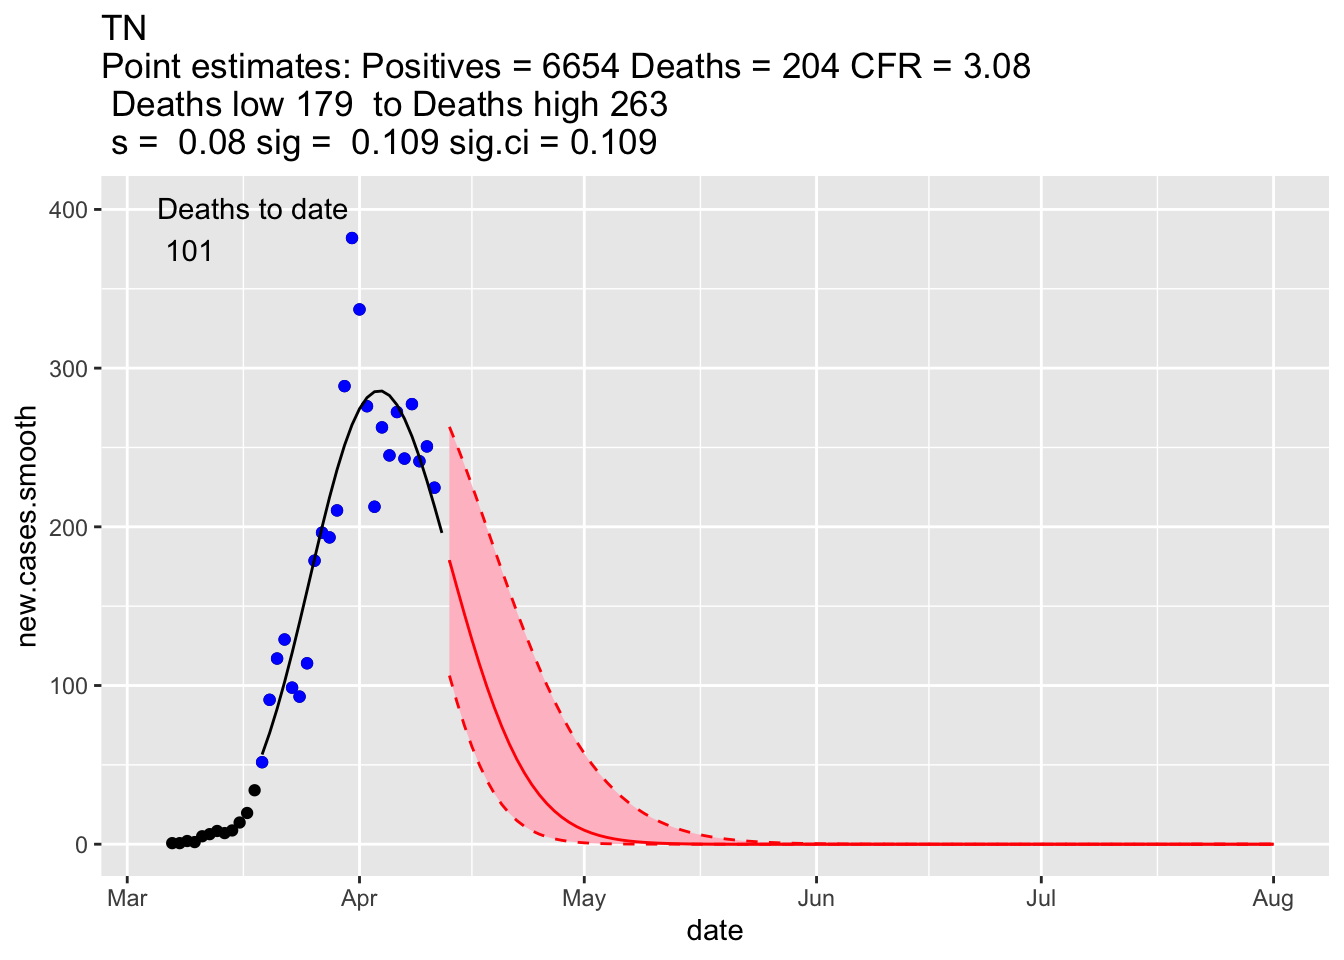 TN
Point estimates: Positives = 6654 Deaths = 204 CFR = 3.08
Deaths low 179  to Deaths high 263
s =  0.08 sig =  0.109 sig.ci = 0.109
Deaths to date
101
400
300
200
100
0
new.cases.smooth
Mar Apr May Jun Jul Aug
date